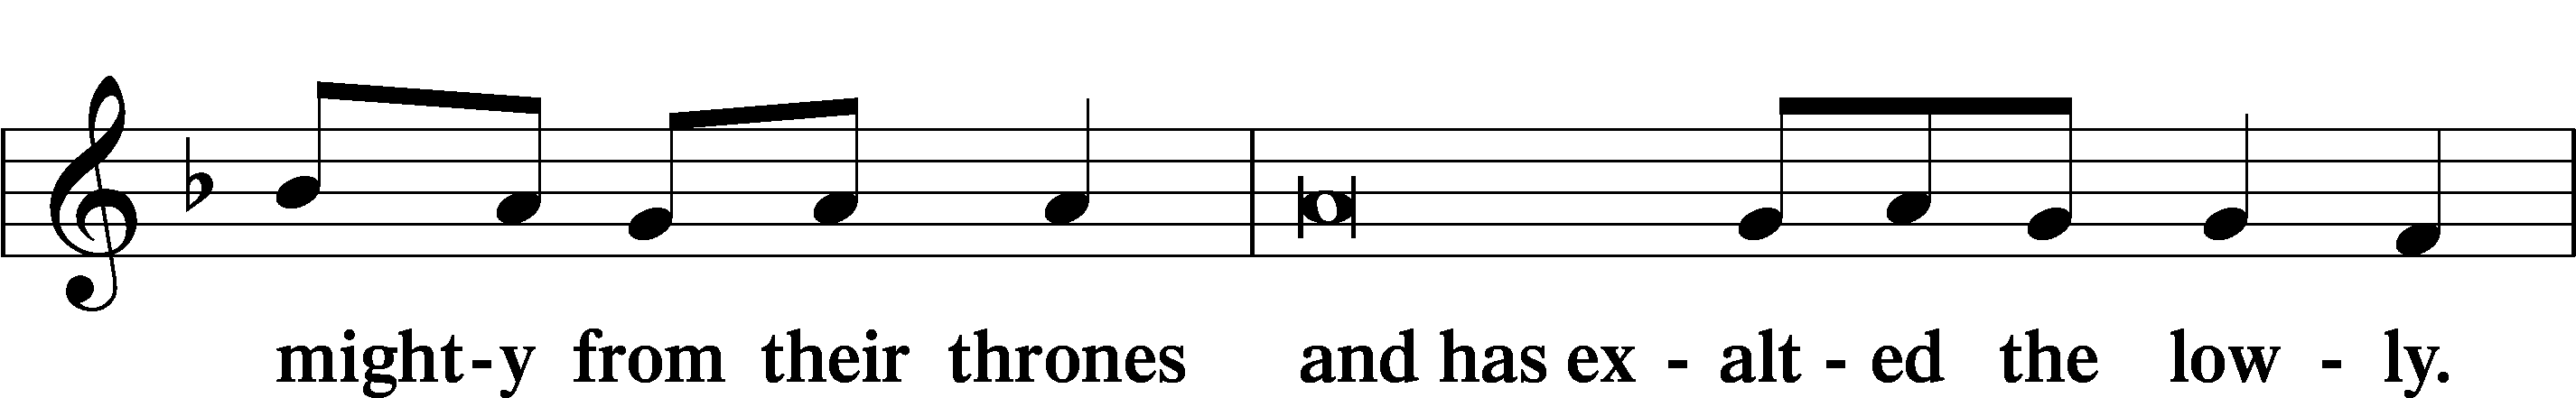 might-y from their thrones and has ex - alt - ed the low - ly.